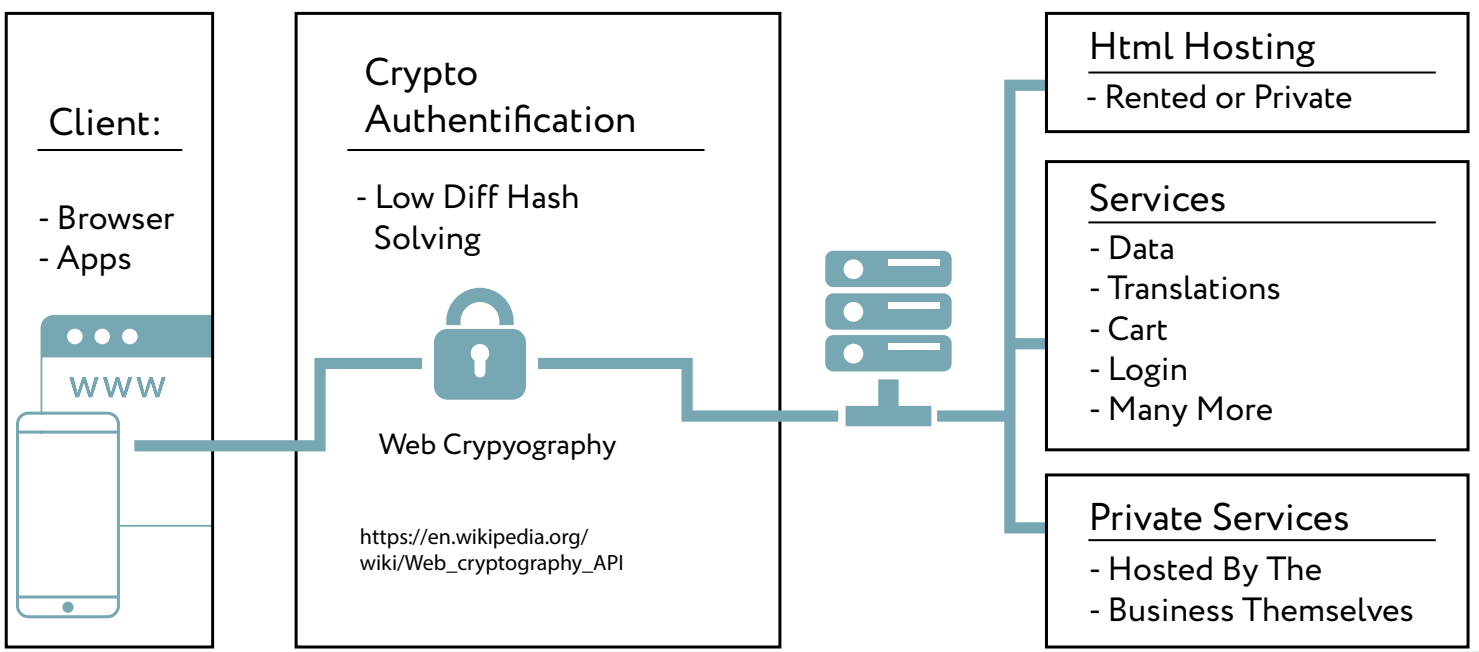 Client:
- Browser
- Apps
WWW
Crypto
Authentification
- Low Diff Hash
Solving
Web Crypyography
https://en.wikipedia.org/
wiki/Web_cryptography_API
Html Hosting
- Rented or Private
Services
- Data
- Translations
- Cart
- Login
- Many More
Private Services
- Hosted By The
- Business Themselves